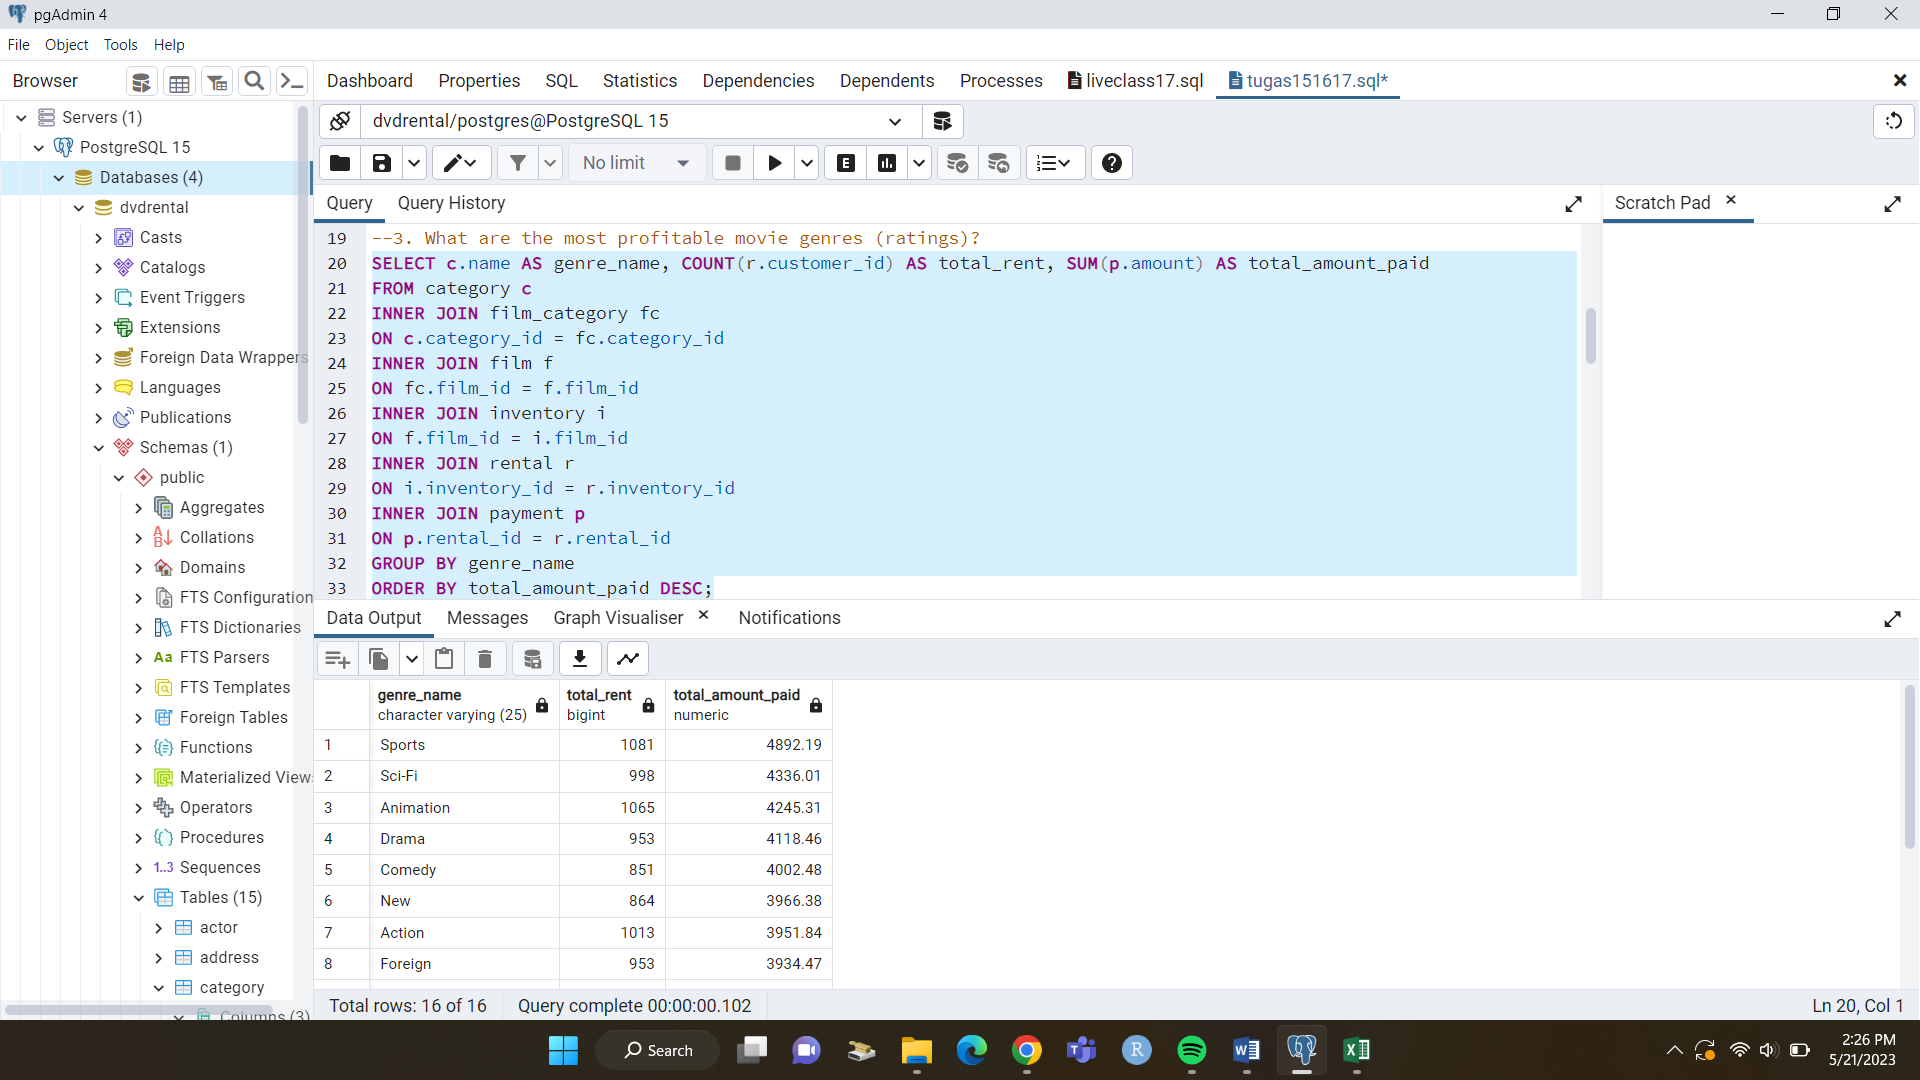 pgAdmin 4
File Object Tools Help
Browser
Dashboard Properties SQL Statistics Dependencies Dependents Processes liveclass17.sql tugas151617.sql*
Servers (1)
PostgreSQL 15
Databases (4)
dvdrental
Casts
Catalogs
Event Triggers
Extensions
Foreign Data Wrappers
Languages
Publications
Schemas (1)
public
Aggregates
Collations
Domains
FTS Configuration
FTS Dictionaries
Aa FTS Parsers
FTS Templates
Foreign Tables
Functions
Materialized View
Operators
Procedures
1..3 Sequences
Tables (15)
actor
address
category
Columns (3)
dvdrental/postgres@PostgreSQL 15
No limit
E
Query Query History
Scratch Pad
19 --3. What are the most profitable movie genres (ratings)?
20 SELECT c.name AS genre_name, COUNT(r.customer_id) AS total_rent, SUM(p.amount) AS total_amount_paid
21 FROM category c
22 INNER JOIN film_category fc
23 ON c.category_id = fc.category_id
24 INNER JOIN film f
25 ON fc.film_id = f.film_id
26 INNER JOIN inventory i
27 ON f.film_id = i.film_id
28 INNER JOIN rental r
29 ON i.inventory_id = r.inventory_id
30 INNER JOIN payment p
31 ON p.rental_id = r.rental_id
32 GROUP BY genre_name
33 ORDER BY total_amount_paid DESC;
Data Output Messages Graph Visualiser Notifications
genre_name total_rent total_amount_paid
character varying (25) bigint numeric
1 Sports 1081 4892.19
2 Sci-Fi 998 4336.01
3 Animation 1065 4245.31
4 Drama 953 4118.46
5 Comedy 851 4002.48
6 New 864 3966.38
7 Action 1013 3951.84
8 Foreign 953 3934.47
Total rows: 16 of 16 Query complete 00:00:00.102 Ln 20, Col 1
Search
2:26 PM
5/21/2023